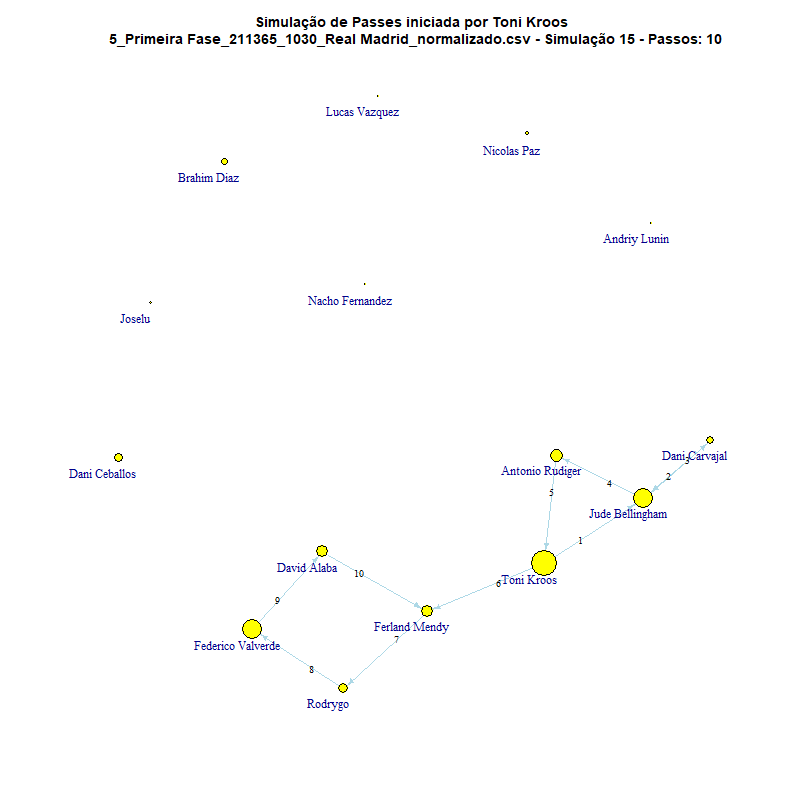 Simulação de Passes iniciada por Toni Kroos
5_Primeira Fase_211365_1030_Real Madrid_normalizado.csv - Simulação 15 - Passos: 10
Lucas Vazquez
Nicolas Paz
Brahim Diaz
Andriy Lunin
Nacho Fernandez
Joselu
Dani Carvajal
3
Antonio Rudiger
Dani Ceballos
2
4
5
Jude Bellingham
1
David Alaba
10
Toni Kroos
6
9
Ferland Mendy
7
Federico Valverde
8
Rodrygo